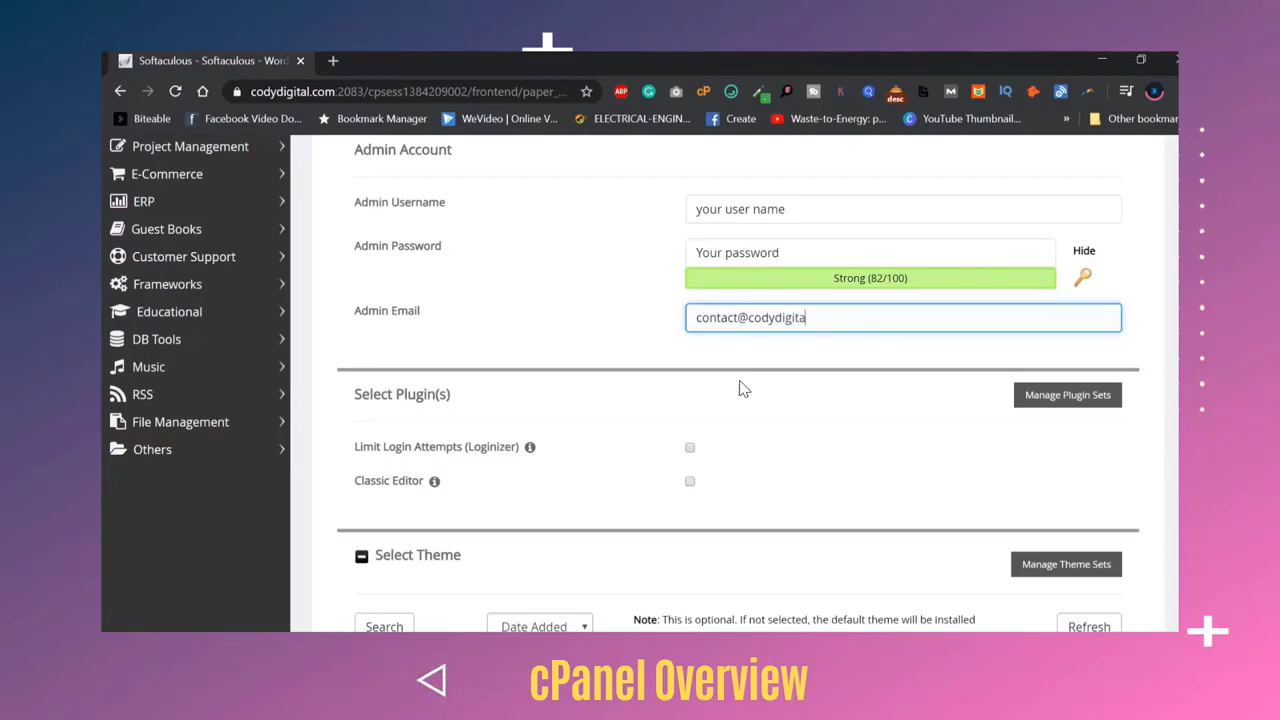 Softaculous - Softaculous - Word
codydigital.com:2083/cpsess1384209002/frontend/paper_...
ABP
cP
desc
IQ
Biteable
Facebook Video Do...
Bookmark Manager
WeVideo | Online V...
ELECTRICAL-ENGIN...
Create
Waste-to-Energy: p...
YouTube Thumbnail...
»
Other bookmar
Project Management
E-Commerce
ERP
Guest Books
Customer Support
Frameworks
Educational
DB Tools
Music
RSS
File Management
Others
Admin Account
Admin Username
your user name
Admin Password
Your password
Hide
Strong (82/100)
Admin Email
contact@codydigita
Select Plugin(s)
Manage Plugin Sets
Limit Login Attempts (Loginizer)
Classic Editor
Select Theme
Manage Theme Sets
Search
Date Added
Note: This is optional. If not selected, the default theme will be installed
Refresh
cPanel Overview